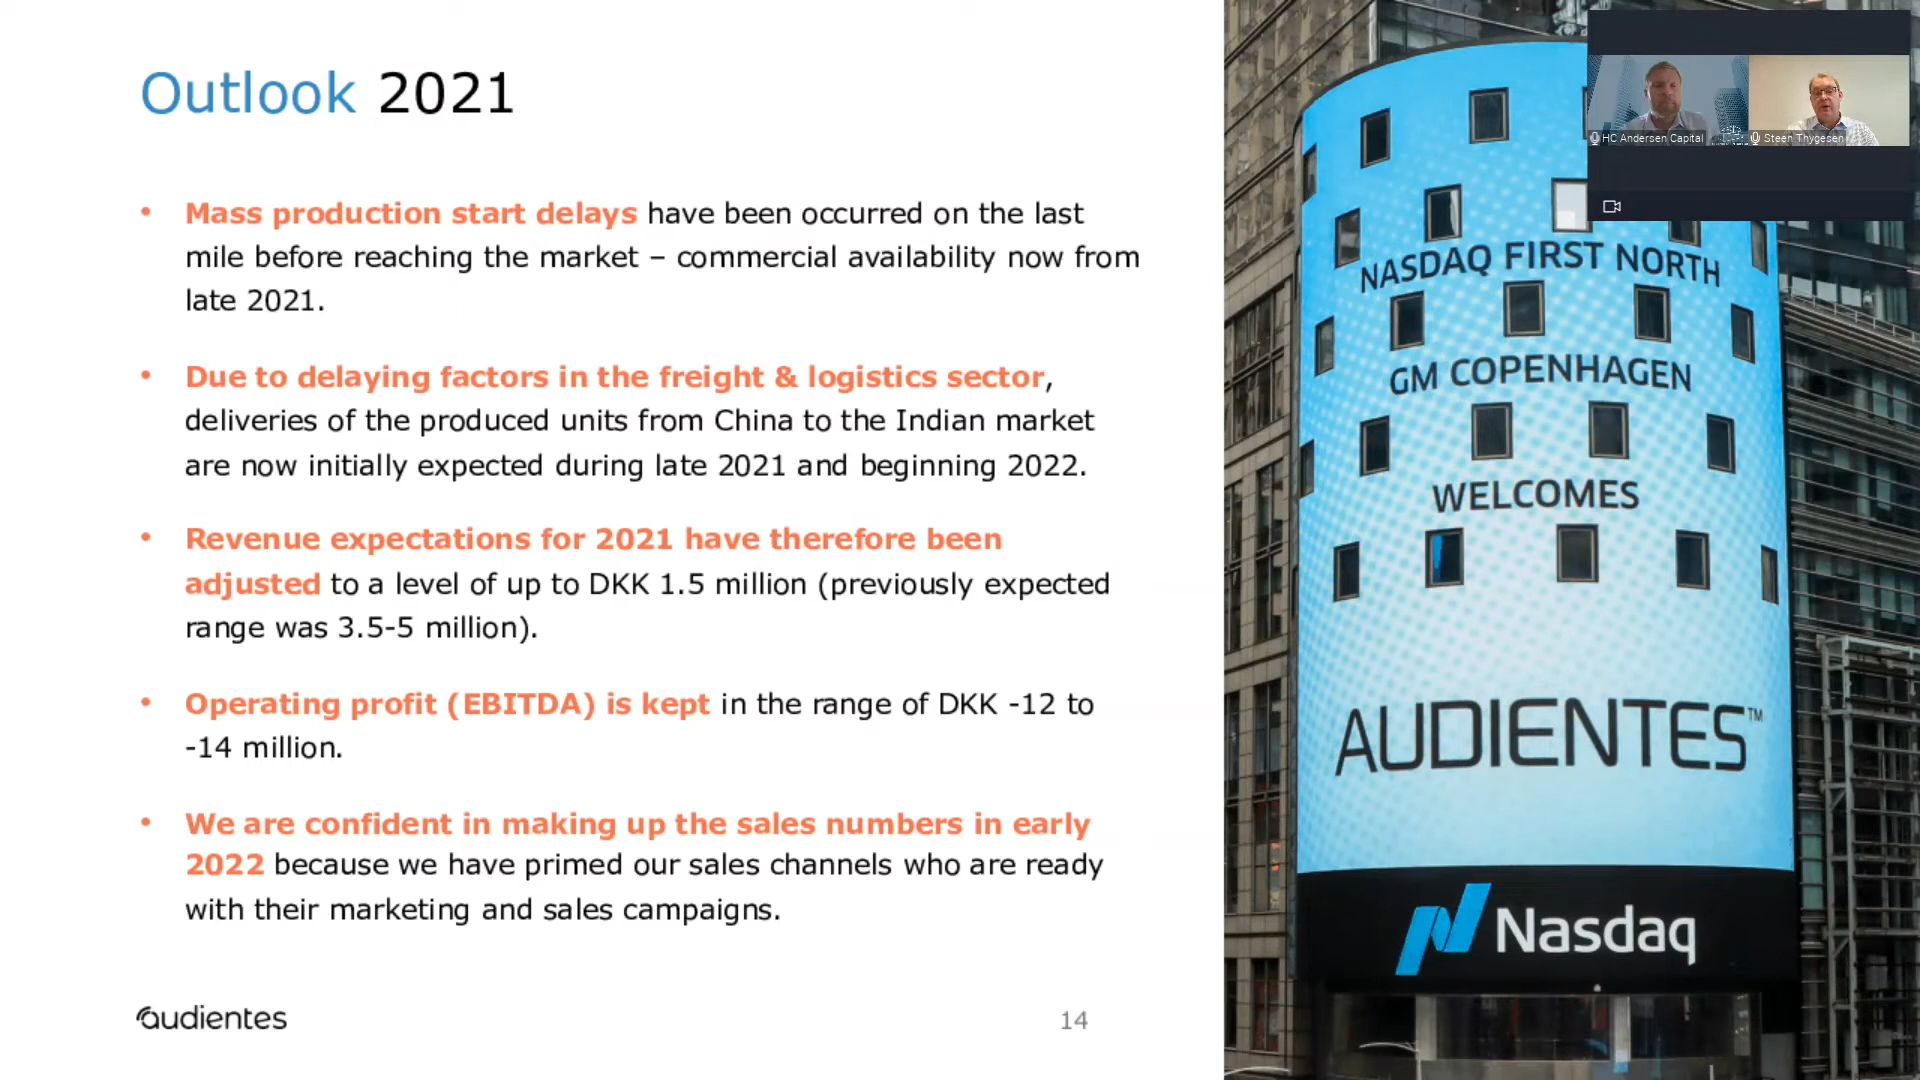 Outlook 2021
• Mass production start delays have been occurred on the last
mile before reaching the market – commercial availability now from
late 2021.
• Due to delaying factors in the freight & logistics sector,
deliveries of the produced units from China to the Indian market
are now initially expected during late 2021 and beginning 2022.
• Revenue expectations for 2021 have therefore been
adjusted to a level of up to DKK 1.5 million (previously expected
range was 3.5-5 million).
• Operating profit (EBITDA) is kept in the range of DKK -12 to
-14 million.
• We are confident in making up the sales numbers in early
2022 because we have primed our sales channels who are ready
with their marketing and sales campaigns.
audientes
14
HC Andersen Capital
Steen Thygesen
NASDAQ FIRST NORTH
GM COPENHAGEN
WELCOMES
AUDIENTES™
Nasdaq